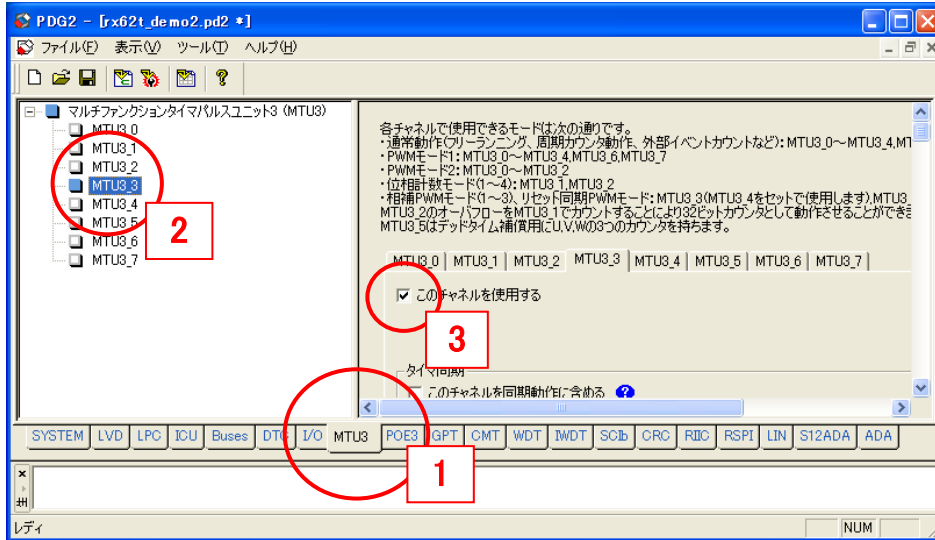 PDG2 - [rx62t_demo2.pd2 *]
ファイル(F) 表示(V) ツール(T) ヘルプ(H)
マルチファンクションタイマパルスユニット3 (MTU3)
MTU3_0
MTU3_1
MTU3_2
MTU3_3
MTU3_4
MTU3_5
MTU3_6
MTU3_7
2
各チャネルで使用できるモードは次の通りです。
・通常動作(フリーランニング、周期カウンタ動作、外部イベントカウントなど): MTU3_0～MTU3_4,MT
・PWMモード1: MTU3_0～MTU3_4,MTU3_6,MTU3_7
・PWMモード2: MTU3_0～MTU3_2
・位相計数モード(1～4): MTU3_1,MTU3_2
・相補PWMモード(1～3)、リセット同期PWMモード: MTU3_3(MTU3_4をセットで使用します),MTU3_
MTU3_2のオーバフローをMTU3_1でカウントすることにより32ビットカウンタとして動作させることができ
MTU3_5はデッドタイム補償用にU,V,Wの3つのカウンタを持ちます。
MTU3_0 MTU3_1 MTU3_2 MTU3_3 MTU3_4 MTU3_5 MTU3_6 MTU3_7
このチャネルを使用する
3
タイマ同期
このチャネルを同期動作に含める
SYSTEM LVD LPC ICU Buses DTC I/O MTU3 POE3 GPT CMT WDT IWDT SCIb CRC RIIC RSPI LIN S12ADA ADA
1
レディ NUM